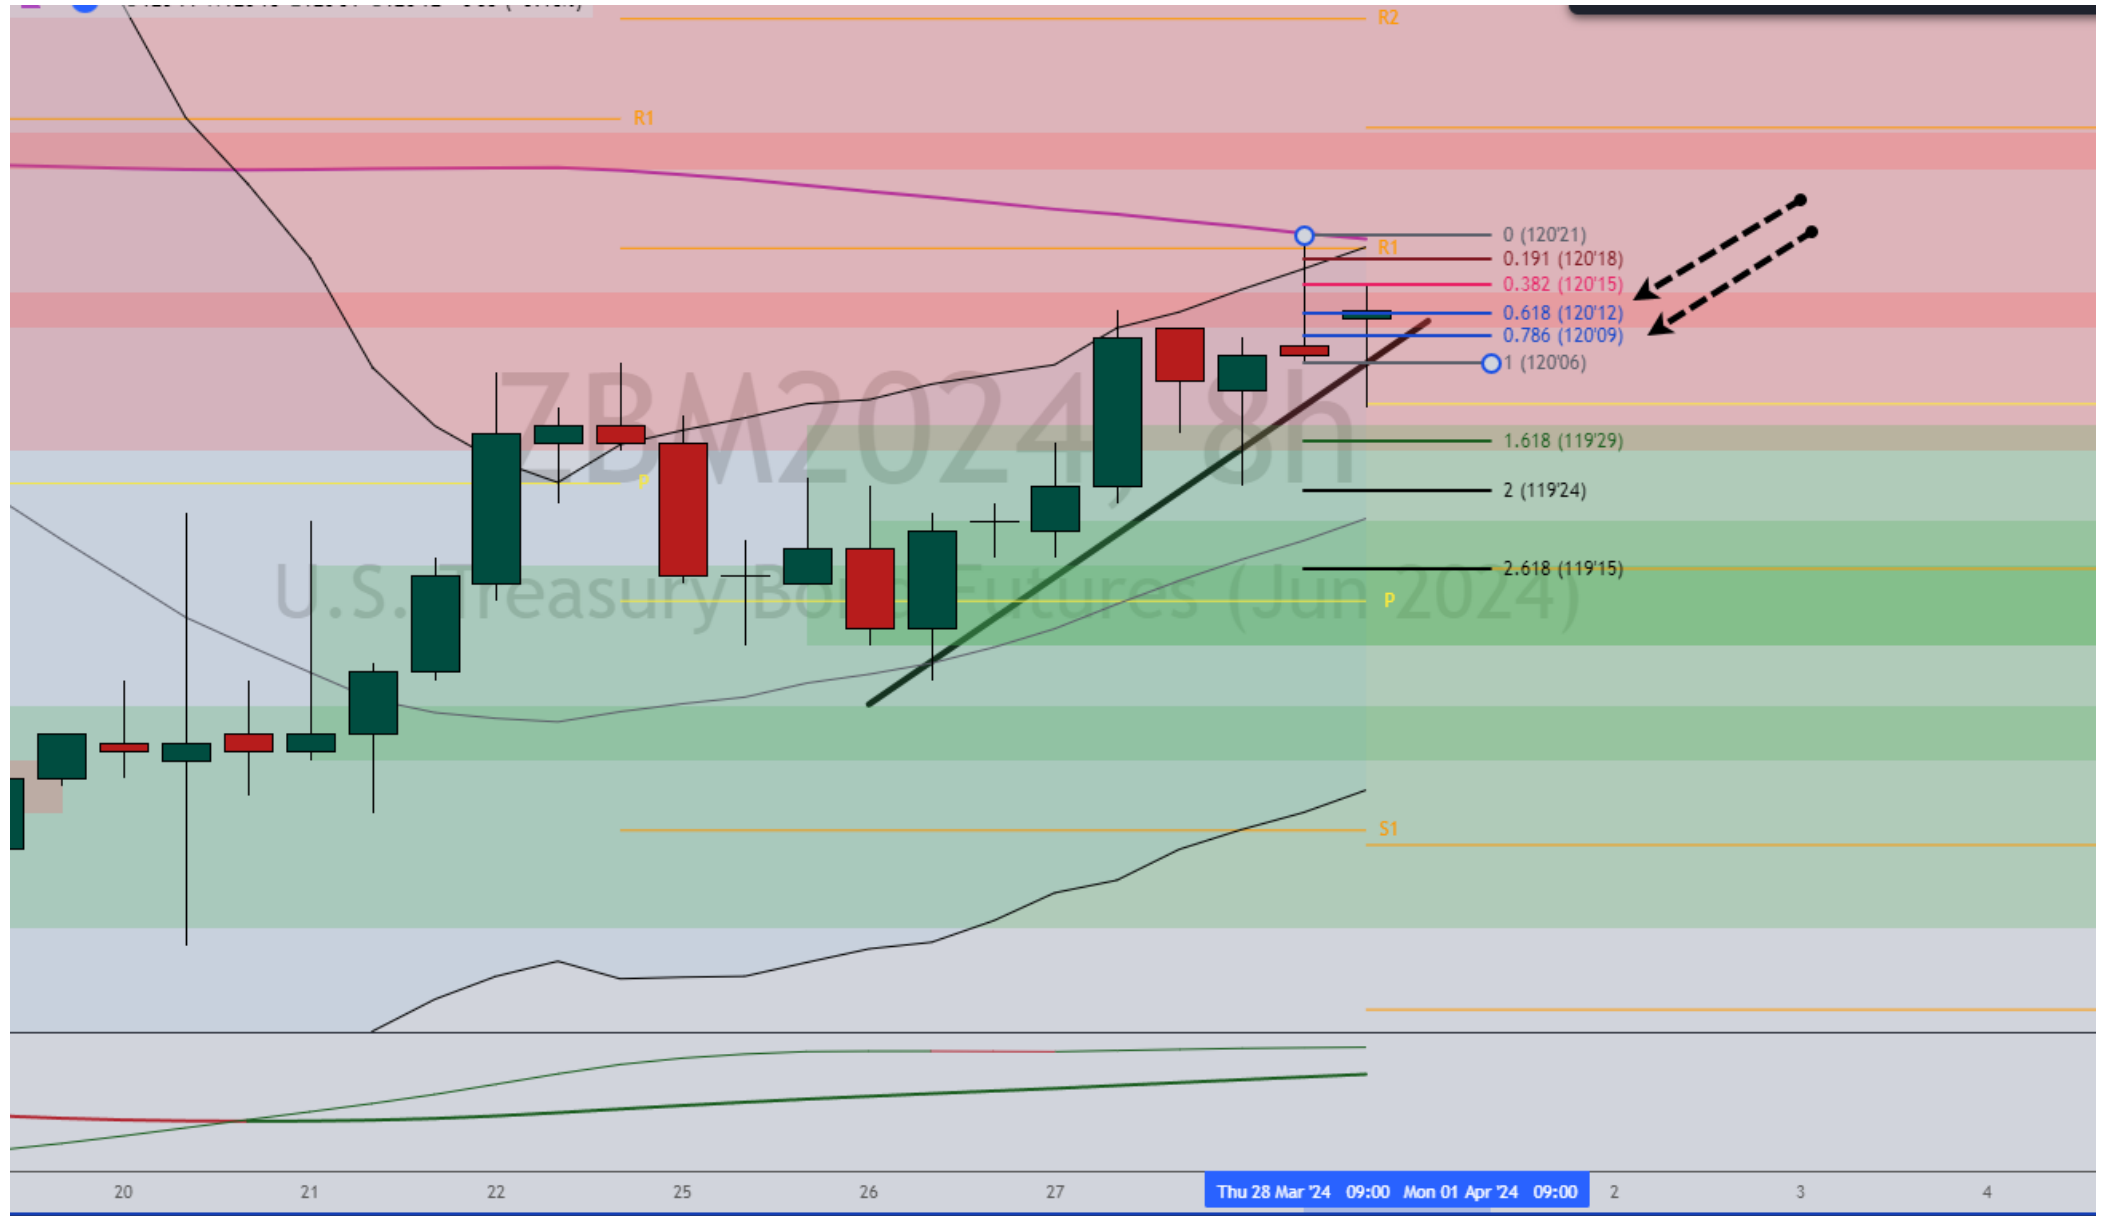 R2
R1
0 (120'21)
R1
0.191 (120'18)
0.382 (120'15)
0.618 (120'12)
0.786 (120'09)
1 (120'06)
ZBM2024, 8h
1.618 (119'29)
P
2 (119'24)
2.618 (119'15)
U.S. Treasury Bond Futures (Jun 2024)
P
S1
20 21 22 25 26 27 Thu 28 Mar '24 09:00 Mon 01 Apr '24 09:00 2 3 4